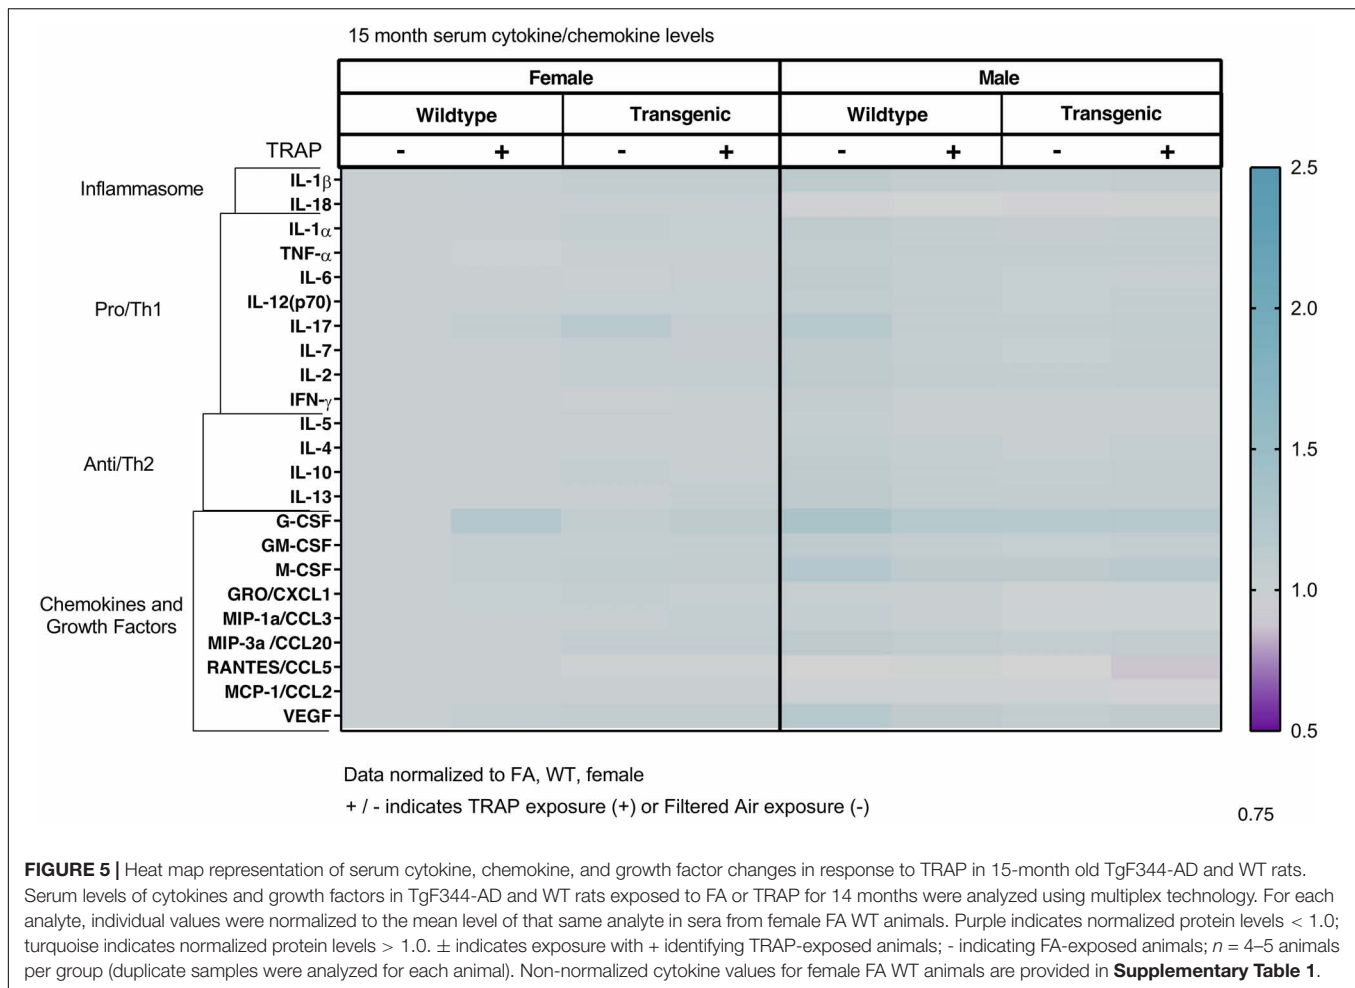 15 month serum cytokine/chemokine levels
Female Male
Wildtype Transgenic Wildtype Transgenic
TRAP - + - + - + - +
Inflammasome
IL-1β
IL-18
Pro/Th1
IL-1α
TNF-α
IL-6
IL-12(p70)
IL-17
IL-7
IL-2
IFN-γ
Anti/Th2
IL-5
IL-4
IL-10
IL-13
Chemokines and
Growth Factors
G-CSF
GM-CSF
M-CSF
GRO/CXCL1
MIP-1a/CCL3
MIP-3a /CCL20
RANTES/CCL5
MCP-1/CCL2
VEGF
2.5
2.0
1.5
1.0
0.5
Data normalized to FA, WT, female
+ / - indicates TRAP exposure (+) or Filtered Air exposure (-)
0.75
FIGURE 5 | Heat map representation of serum cytokine, chemokine, and growth factor changes in response to TRAP in 15-month old TgF344-AD and WT rats.
Serum levels of cytokines and growth factors in TgF344-AD and WT rats exposed to FA or TRAP for 14 months were analyzed using multiplex technology. For each
analyte, individual values were normalized to the mean level of that same analyte in sera from female FA WT animals. Purple indicates normalized protein levels < 1.0;
turquoise indicates normalized protein levels > 1.0. ± indicates exposure with + identifying TRAP-exposed animals; - indicating FA-exposed animals; n = 4–5 animals
per group (duplicate samples were analyzed for each animal). Non-normalized cytokine values for female FA WT animals are provided in Supplementary Table 1.